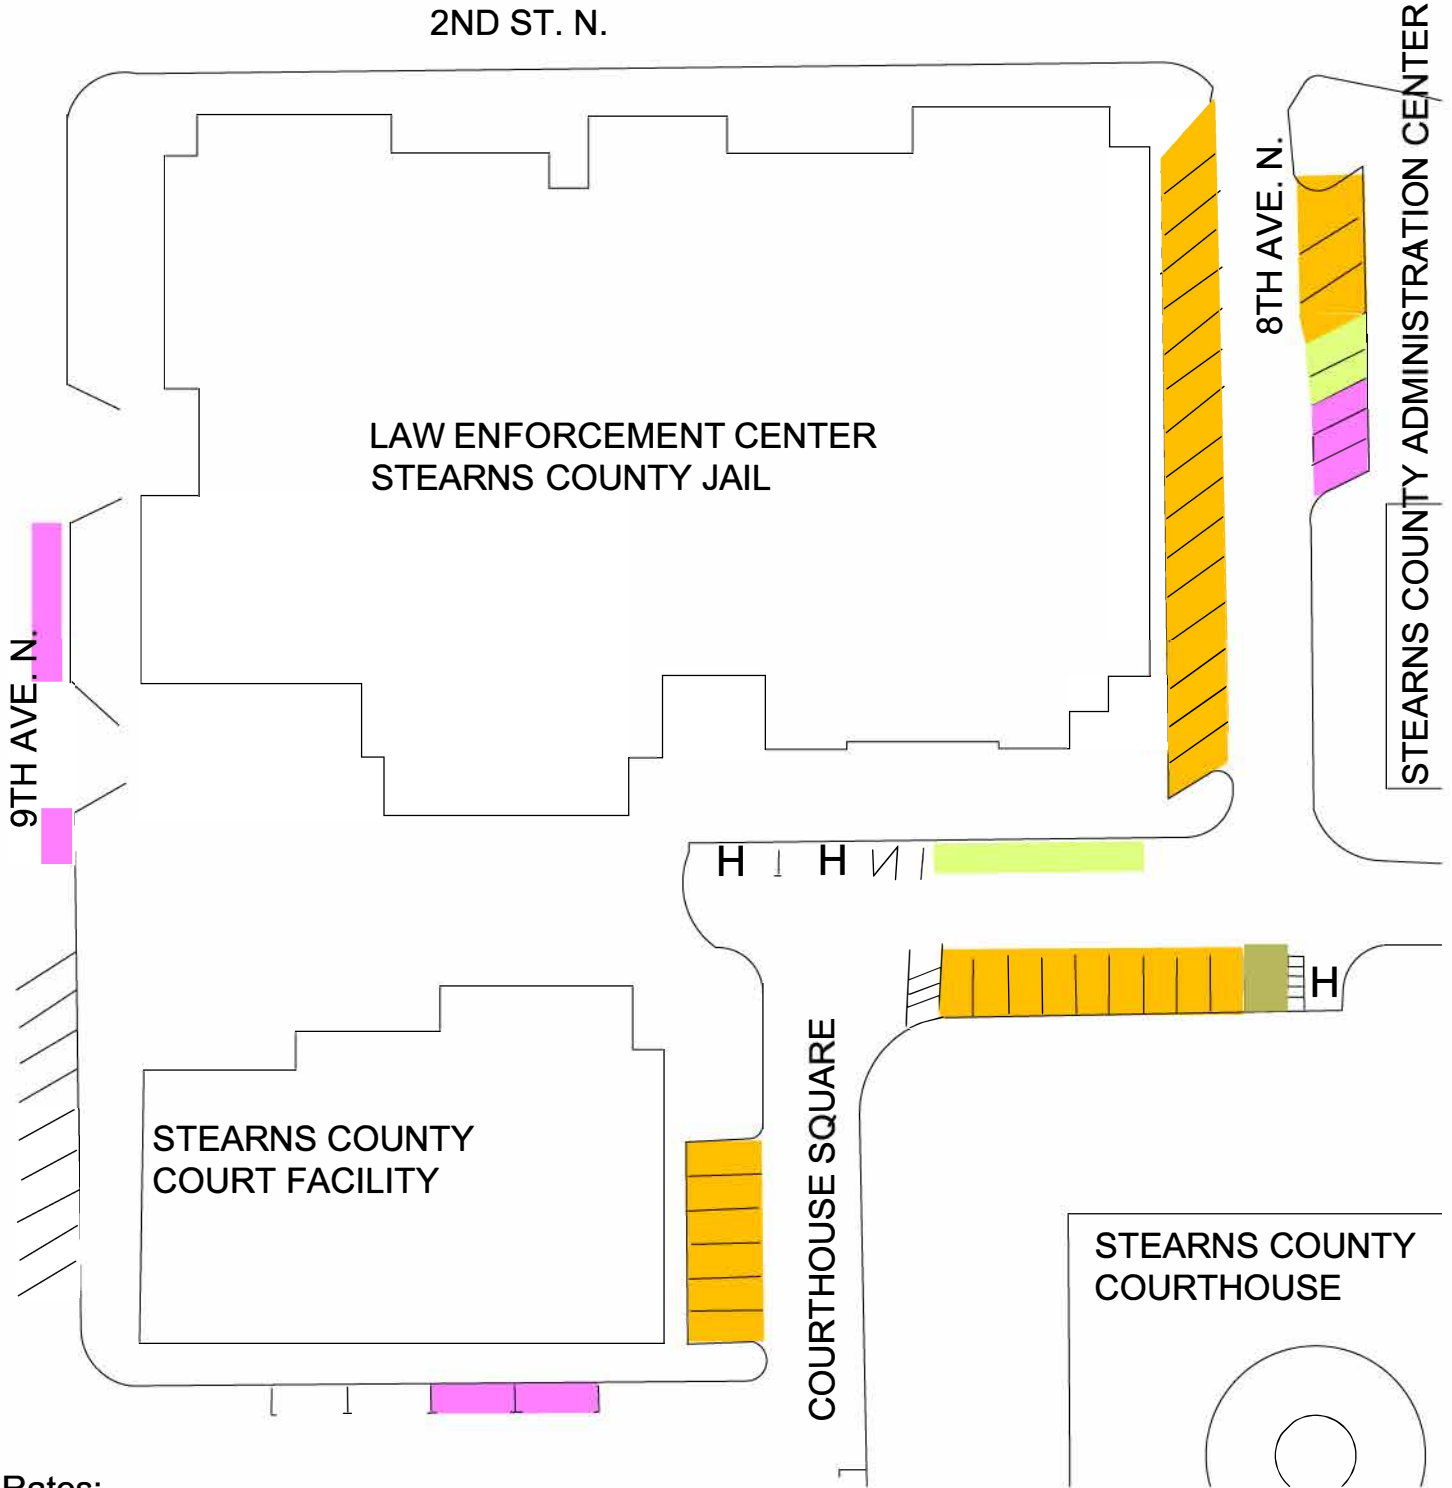 2ND ST. N.
8TH AVE. N.
STEARNS COUNTY ADMINISTRATION CENTER
LAW ENFORCEMENT CENTER
STEARNS COUNTY JAIL
9TH AVE. N.
H H
H
COURTHOUSE SQUARE
STEARNS COUNTY
COURT FACILITY
STEARNS COUNTY
COURTHOUSE
Rates: